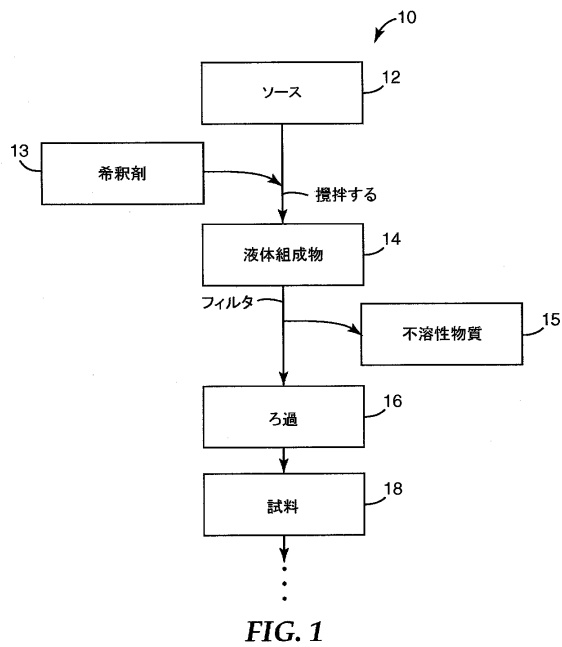 10
ソース
12
13
希釈剤
攪拌する
液体組成物
14
フィルタ
不溶性物質
15
ろ過
16
試料
18
FIG. 1